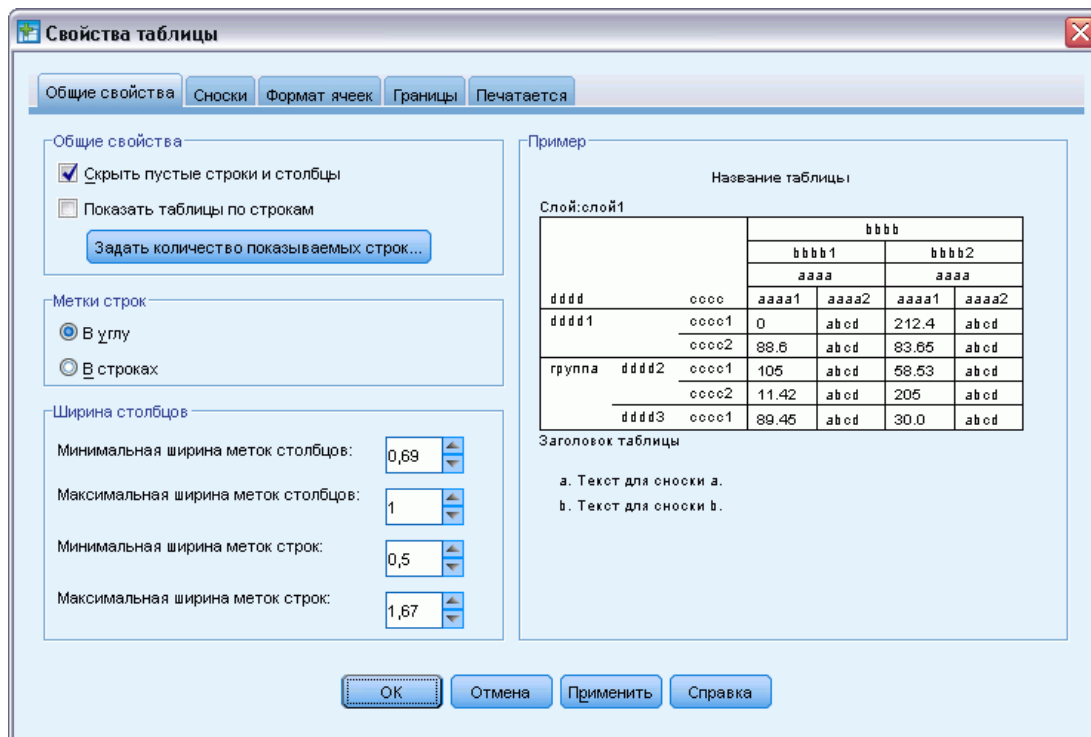 Свойства таблицы
Общие свойства Сноски Формат ячеек Границы Печатается
Общие свойства
Скрыть пустые строки и столбцы
Показать таблицы по строкам
Задать количество показываемых строк...
Метки строк
В углу
В строках
Ширина столбцов
Минимальная ширина меток столбцов: 0,69
Максимальная ширина меток столбцов: 1
Минимальная ширина меток строк: 0,5
Максимальная ширина меток строк: 1,67
Пример
Название таблицы
Слой:слой1
bbbb
bbbb1 bbbb2
aaaa aaaa
dddd cccc aaaa1 aaaa2 aaaa1 aaaa2
dddd1 cccc1 0 abcd 212.4 abcd
cccc2 88.6 abcd 83.65 abcd
группа dddd2 cccc1 105 abcd 58.53 abcd
cccc2 11.42 abcd 205 abcd
dddd3 cccc1 89.45 abcd 30.0 abcd
Заголовок таблицы
a. Текст для сноски a.
b. Текст для сноски b.
ОК Отмена Применить Справка